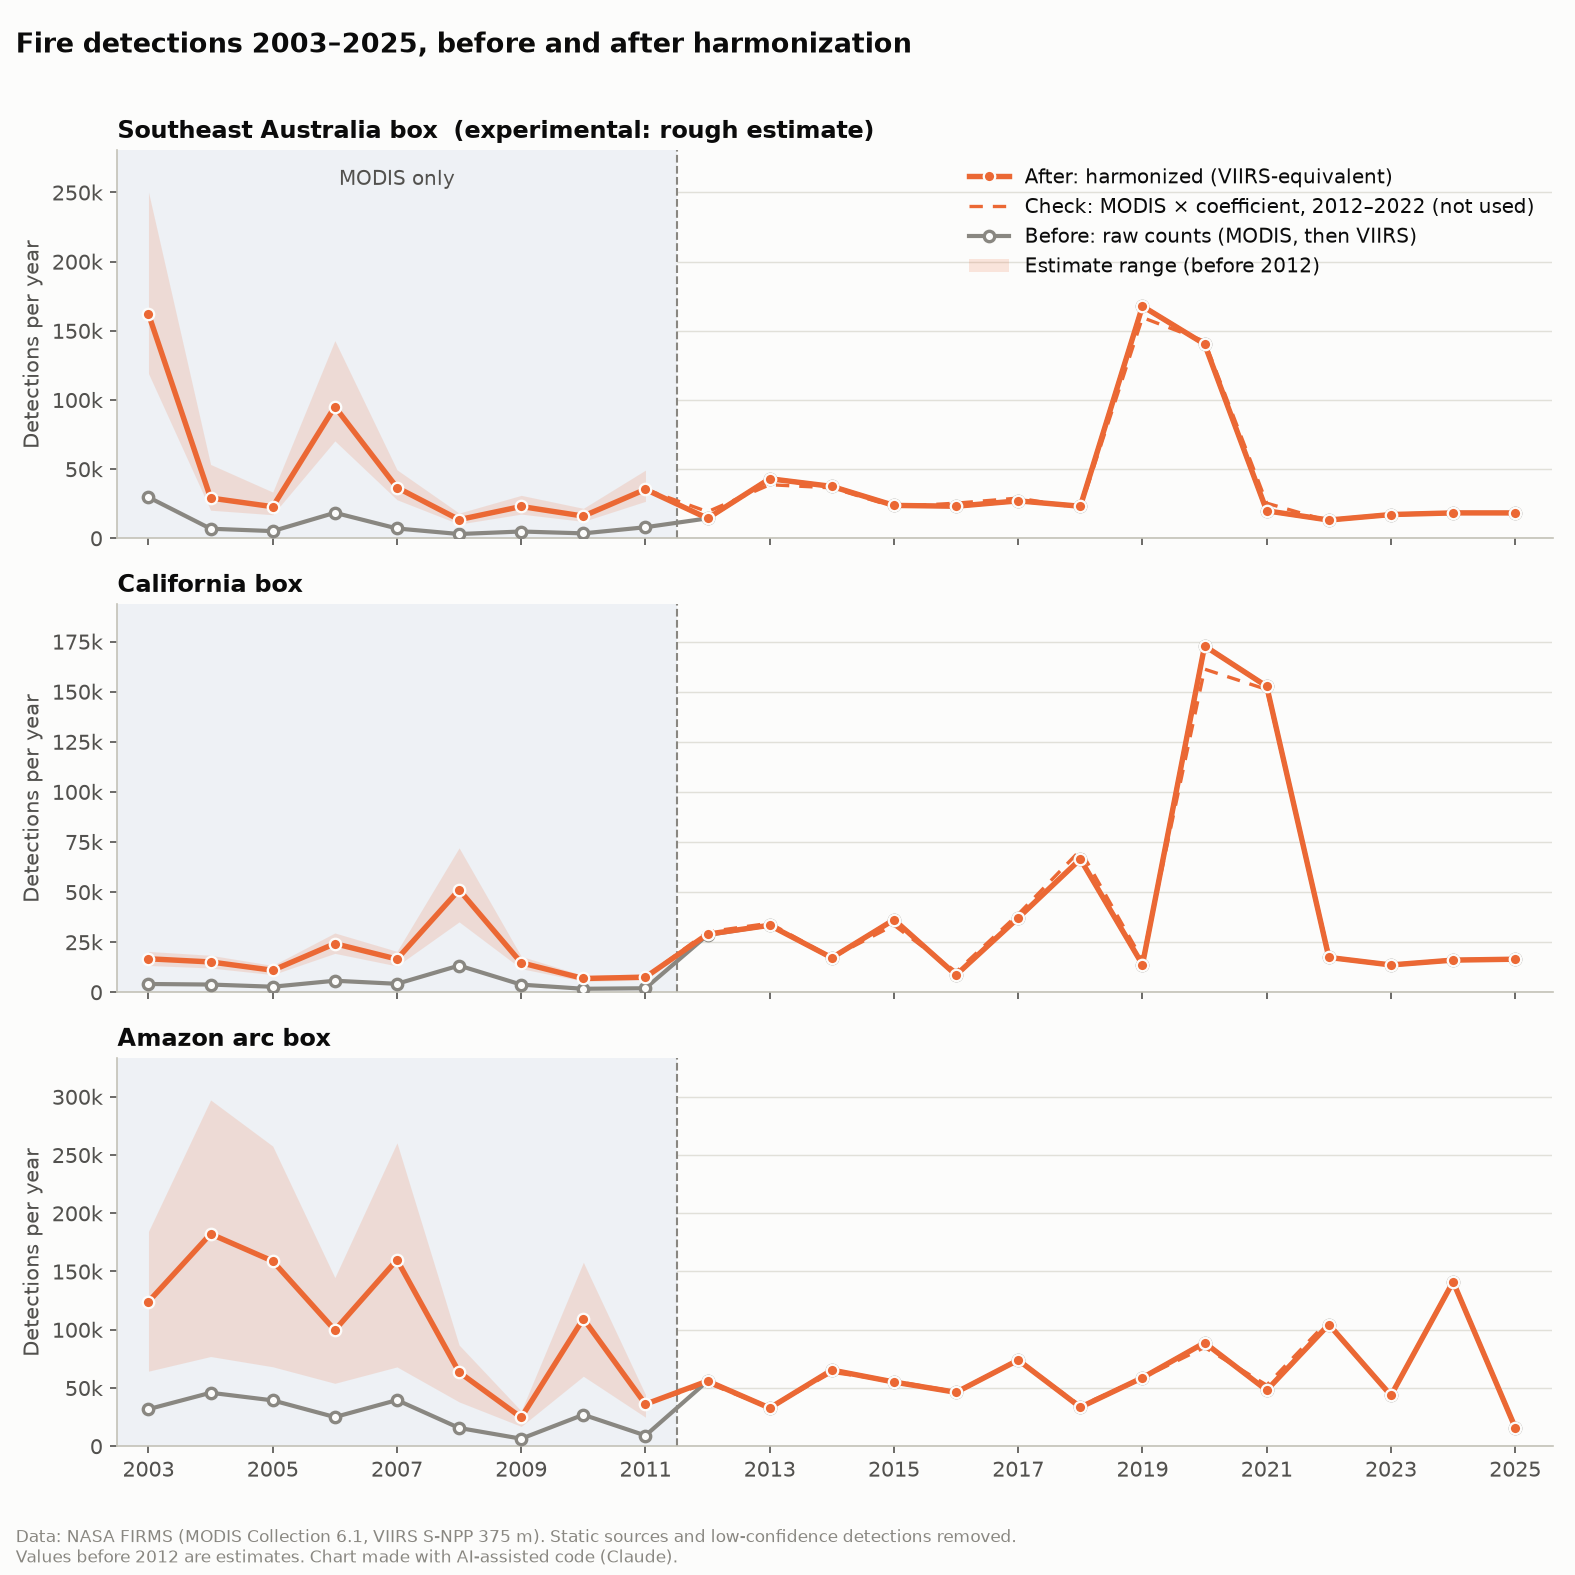 Fire detections 2003–2025, before and after harmonization
Southeast Australia box (experimental: rough estimate)
MODIS only
After: harmonized (VIIRS-equivalent)
Check: MODIS × coefficient, 2012–2022 (not used)
Before: raw counts (MODIS, then VIIRS)
Estimate range (before 2012)
Detections per year
250k
200k
150k
100k
50k
0
California box
Detections per year
175k
150k
125k
100k
75k
50k
25k
0
Amazon arc box
Detections per year
300k
250k
200k
150k
100k
50k
0
2003 2005 2007 2009 2011 2013 2015 2017 2019 2021 2023 2025
Data: NASA FIRMS (MODIS Collection 6.1, VIIRS S-NPP 375 m). Static sources and low-confidence detections removed.
Values before 2012 are estimates. Chart made with AI-assisted code (Claude).